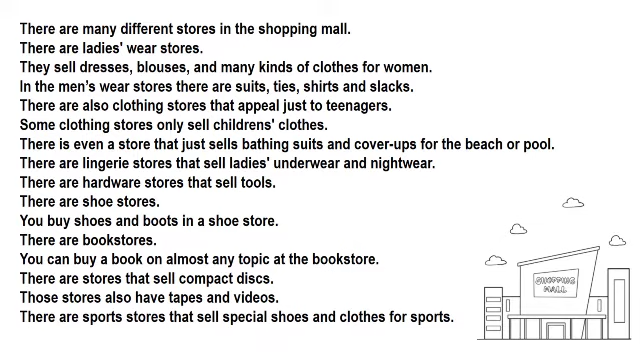 There are many different stores in the shopping mall.
There are ladies' wear stores.
They sell dresses, blouses, and many kinds of clothes for women.
In the men's wear stores there are suits, ties, shirts and slacks.
There are also clothing stores that appeal just to teenagers.
Some clothing stores only sell childrens' clothes.
There is even a store that just sells bathing suits and cover-ups for the beach or pool.
There are lingerie stores that sell ladies' underwear and nightwear.
There are hardware stores that sell tools.
There are shoe stores.
You buy shoes and boots in a shoe store.
There are bookstores.
You can buy a book on almost any topic at the bookstore.
There are stores that sell compact discs.
Those stores also have tapes and videos.
There are sports stores that sell special shoes and clothes for sports.
SHOPPING
MALL